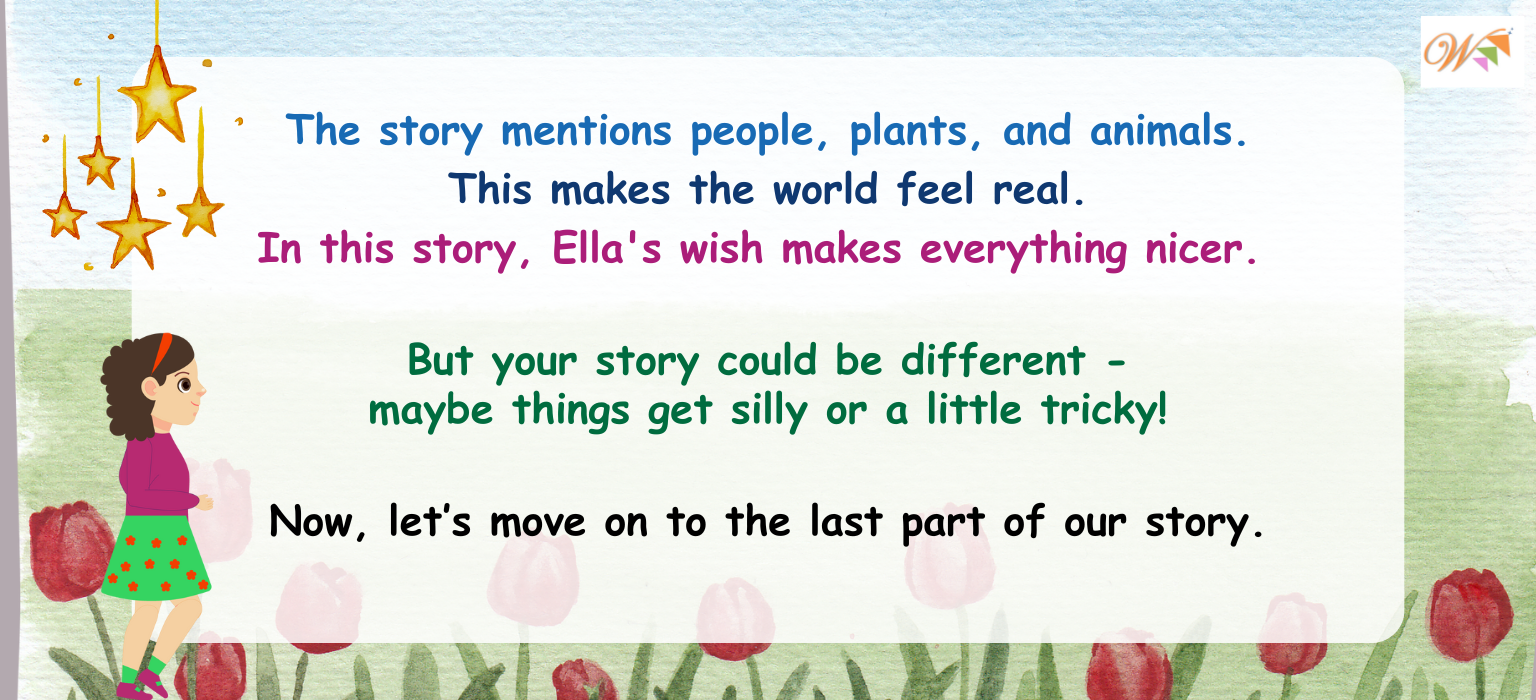 The story mentions people, plants, and animals.
This makes the world feel real.
In this story, Ella's wish makes everything nicer.
But your story could be different -
maybe things get silly or a little tricky!
Now, let’s move on to the last part of our story.